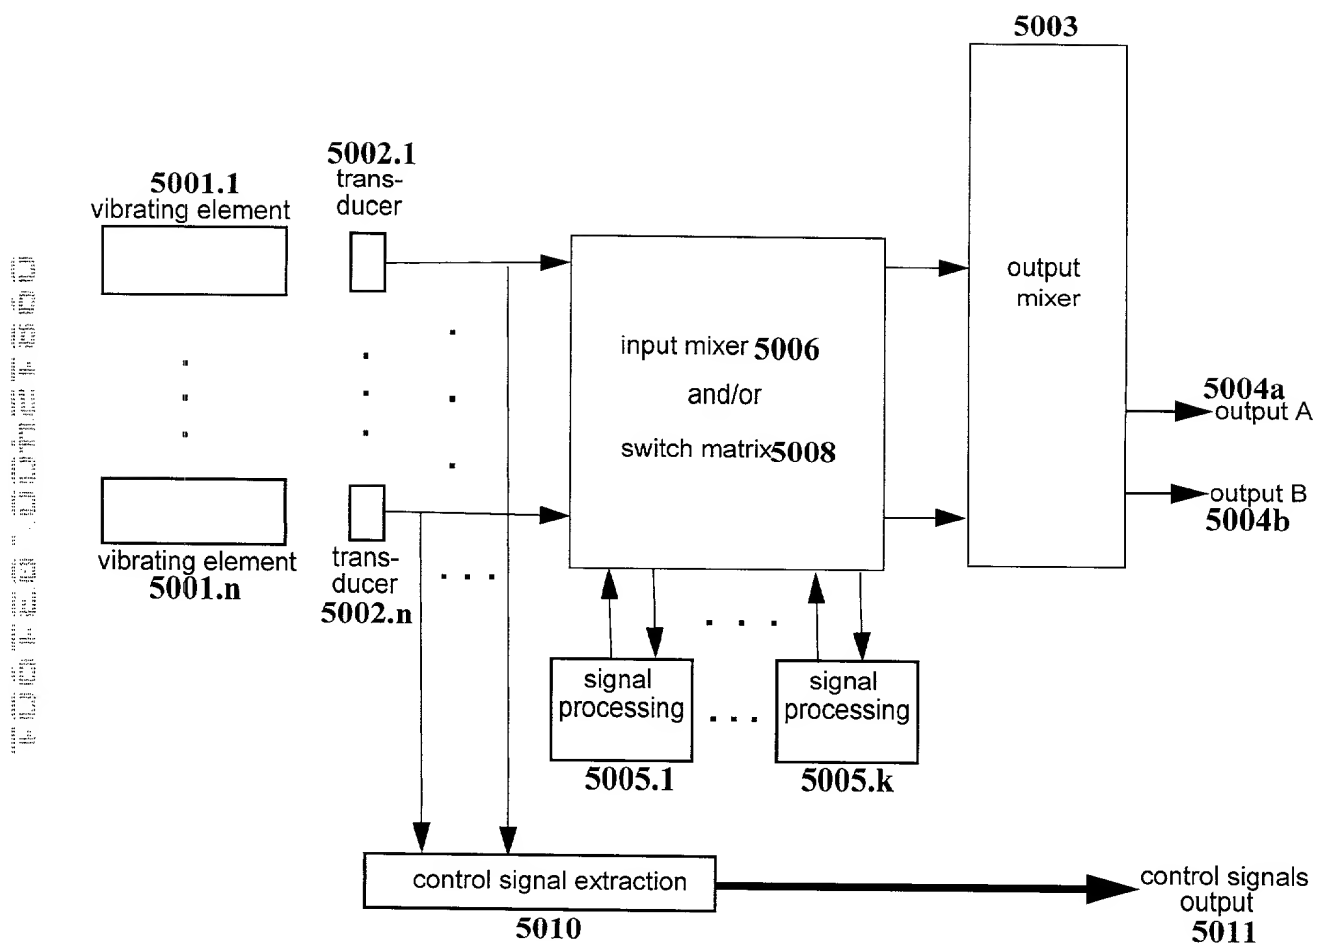 5003
5002.1
trans-
ducer
5001.1
vibrating element
output
mixer
input mixer 5006
and/or
switch matrix 5008
5004a
output A
output B
5004b
vibrating element
5001.n
trans-
ducer
5002.n
signal
processing
5005.1
signal
processing
5005.k
control signal extraction
5010
control signals
output
5011